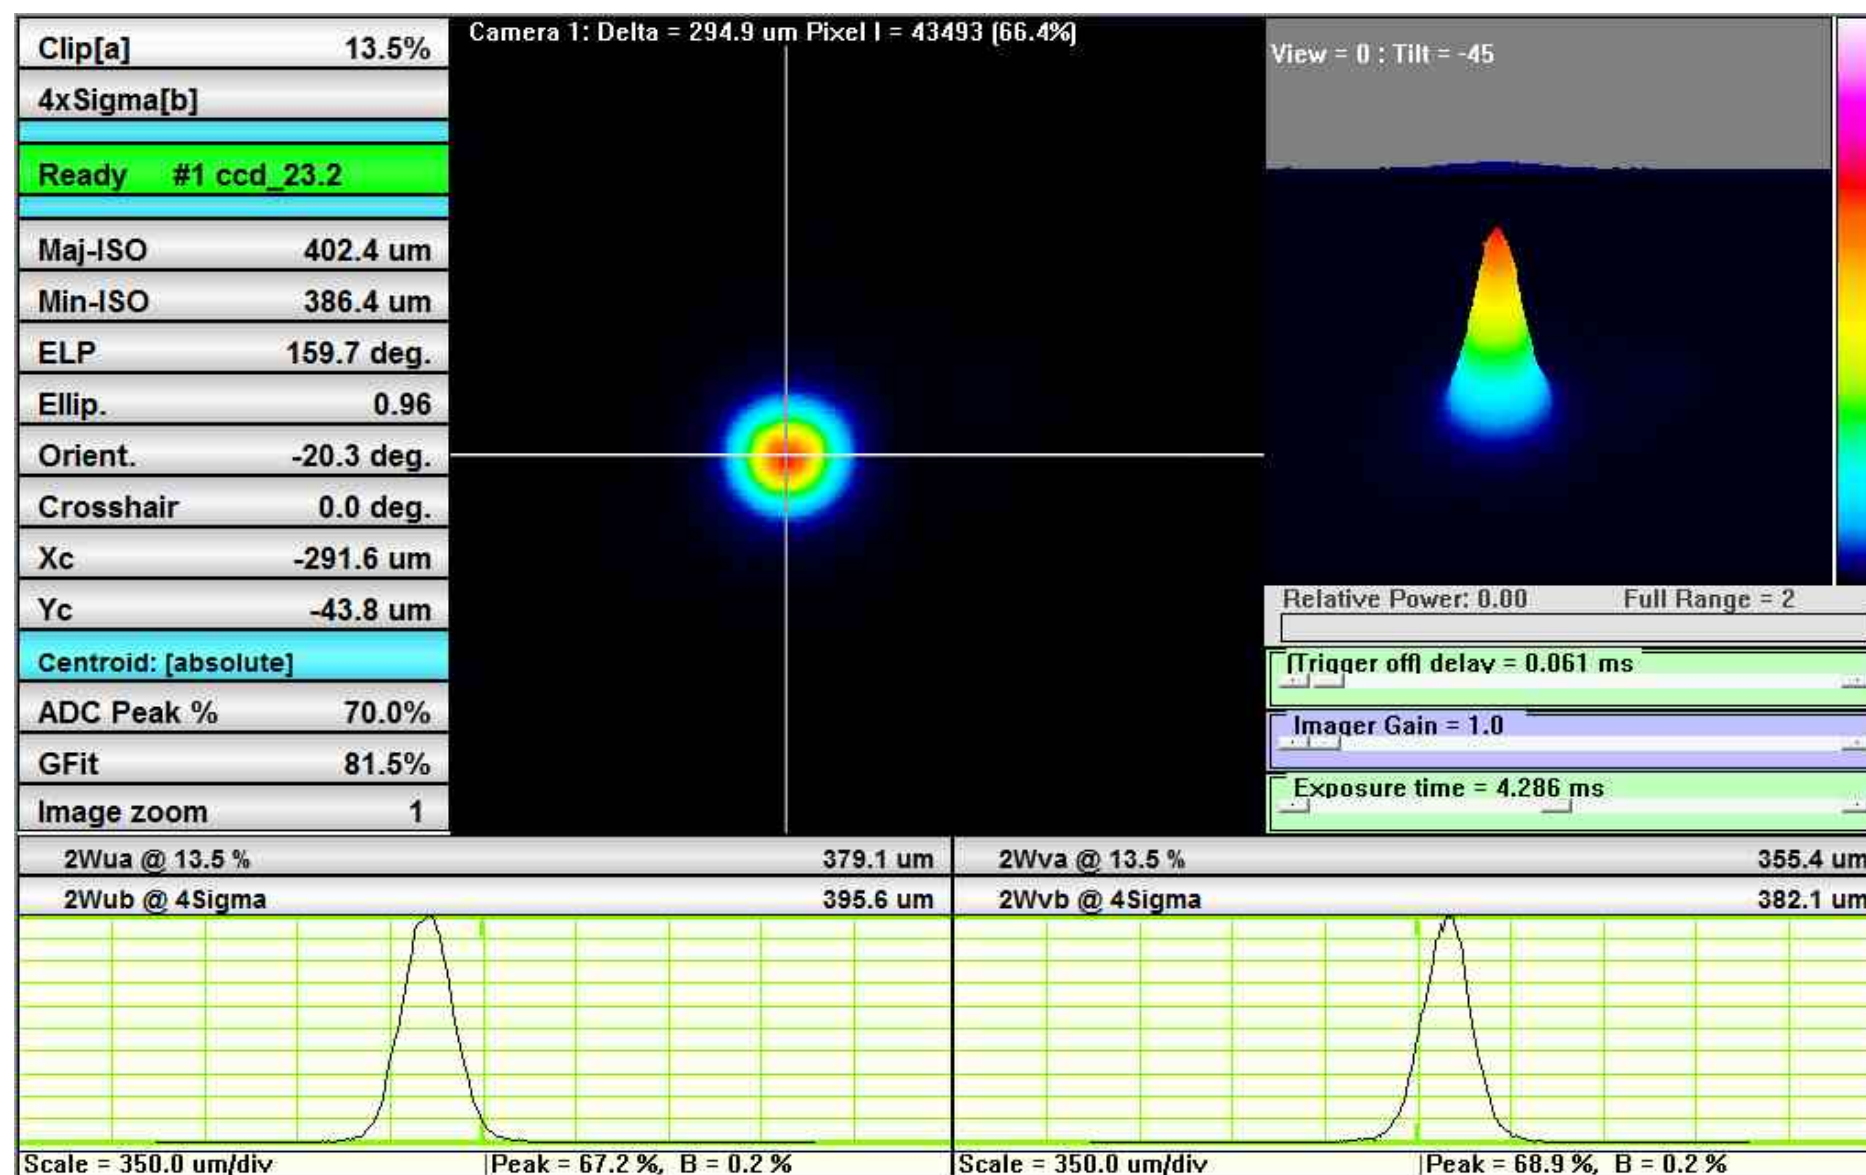 Clip[a] 13.5%
4xSigma[b]
Ready #1 ccd_23.2
Maj-ISO 402.4 um
Min-ISO 386.4 um
ELP 159.7 deg.
Ellip. 0.96
Orient. -20.3 deg.
Crosshair 0.0 deg.
Xc -291.6 um
Yc -43.8 um
Centroid: [absolute]
ADC Peak % 70.0%
GFit 81.5%
Image zoom 1
Camera 1: Delta = 294.9 um Pixel I = 43493 (66.4%)
View = 0 : Tilt = -45
Relative Power: 0.00 Full Range = 2
[Trigger off] delay = 0.061 ms
Imager Gain = 1.0
Exposure time = 4.286 ms
2Wua @ 13.5 % 379.1 um
2Wub @ 4Sigma 395.6 um
2Wva @ 13.5 % 355.4 um
2Wvb @ 4Sigma 382.1 um
Scale = 350.0 um/div Peak = 67.2 %, B = 0.2 %
Scale = 350.0 um/div Peak = 68.9 %, B = 0.2 %